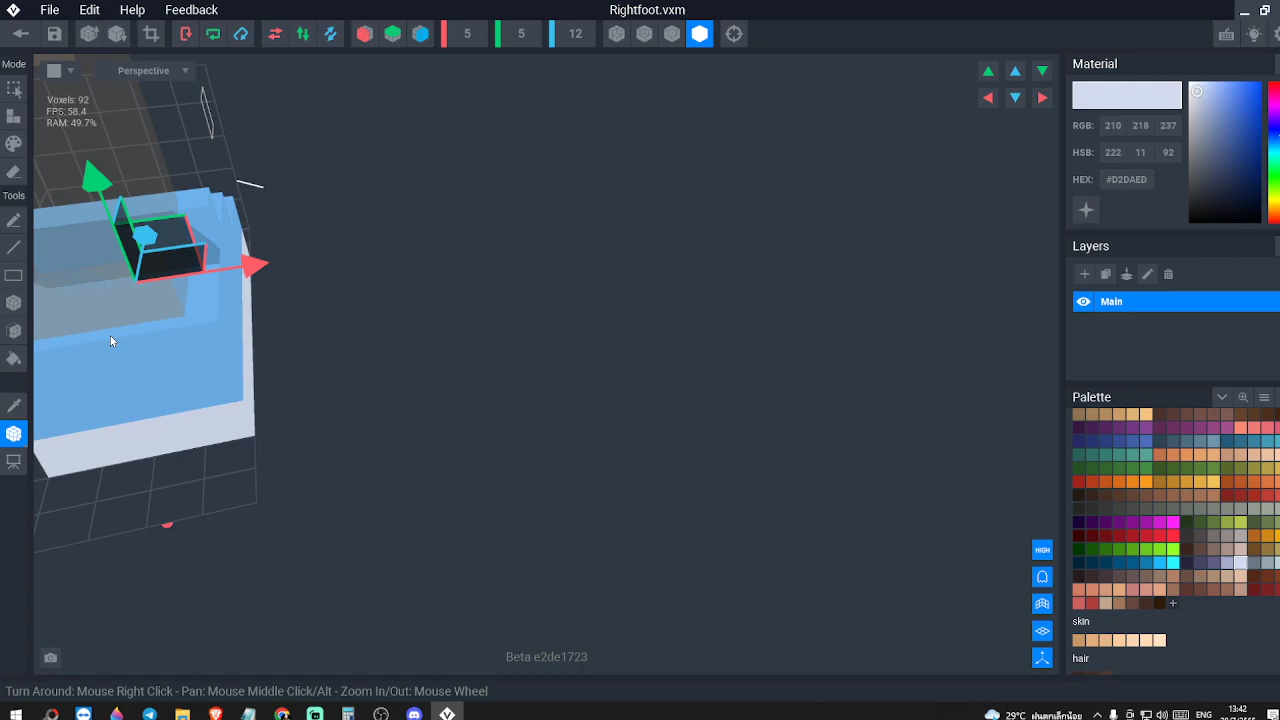 File Edit Help Feedback
Rightfoot.vxm
5 5 12
Mode
Tools
Perspective
Voxels: 92
FPS: 58.4
RAM: 49.7%
Material
RGB: 210 218 237
HSB: 222 11 92
HEX: #D2DAED
Layers
Main
Palette
skin
hair
HIGH
Beta e2de1723
Turn Around: Mouse Right Click - Pan: Mouse Middle Click/Alt - Zoom In/Out: Mouse Wheel
29°C
ENG
13:42